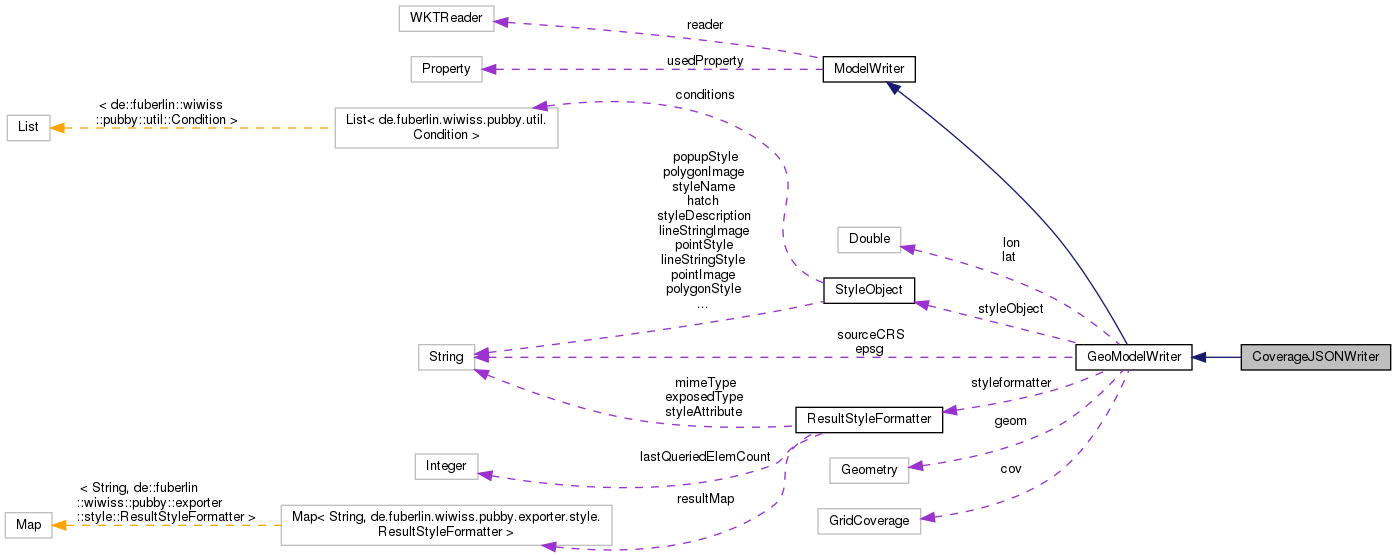 WKTReader
reader
ModelWriter
usedProperty
Property
< de::fuberlin::wiwiss
::pubby::util::Condition >
List
List< de.fuberlin.wiwiss.pubby.util.
Condition >
conditions
popupStyle
polygonImage
styleName
hatch
styleDescription
lineStringImage
pointStyle
lineStringStyle
pointImage
polygonStyle
...
Double
lon
lat
StyleObject
styleObject
String
sourceCRS
epsg
GeoModelWriter
CoverageJSONWriter
mimeType
exposedType
styleAttribute
styleformatter
ResultStyleFormatter
geom
Integer
lastQueriedElemCount
Geometry
cov
< String, de::fuberlin
::wiwiss::pubby::exporter
::style::ResultStyleFormatter >
Map
Map< String, de.fuberlin.wiwiss.pubby.exporter.style.
ResultStyleFormatter >
resultMap
GridCoverage